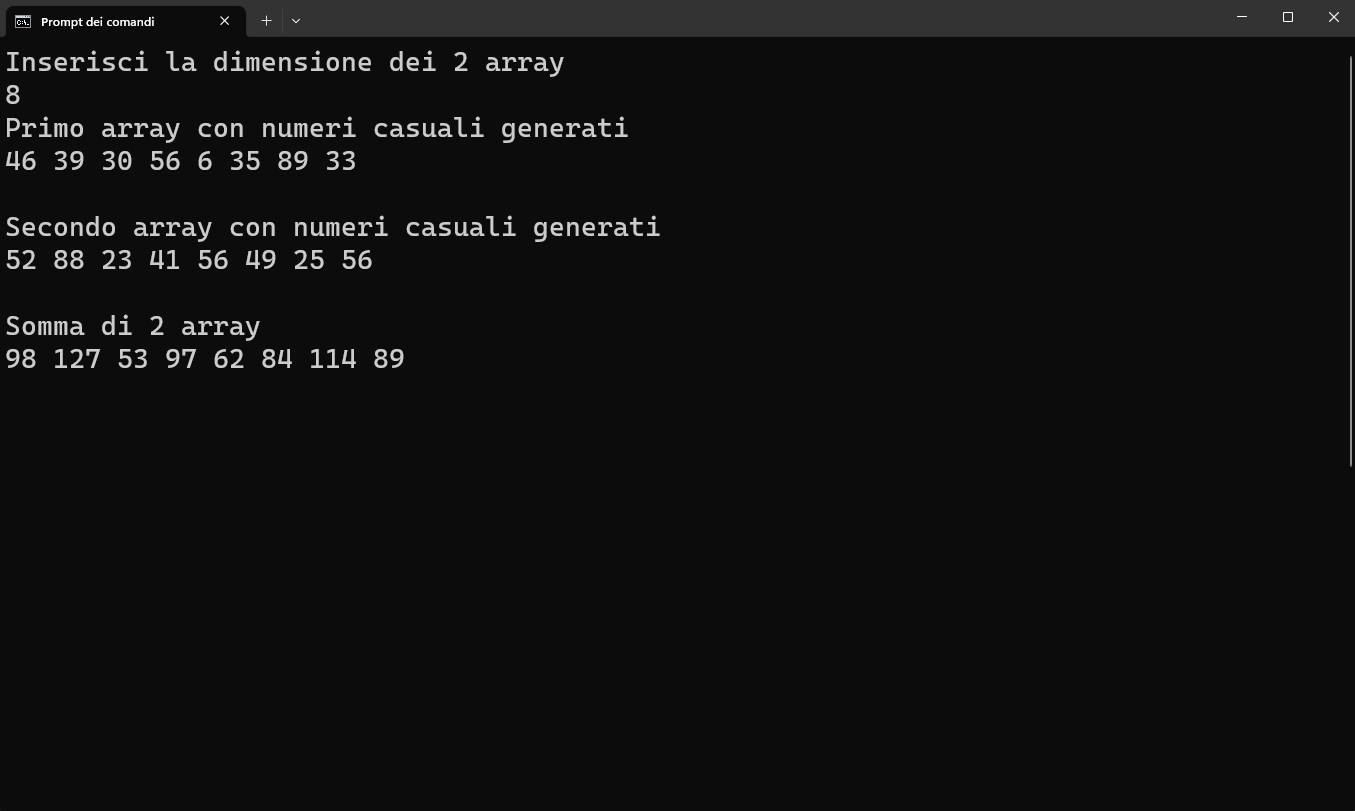 Prompt dei comandi
Inserisci la dimensione dei 2 array
8
Primo array con numeri casuali generati
46 39 30 56 6 35 89 33
Secondo array con numeri casuali generati
52 88 23 41 56 49 25 56
Somma di 2 array
98 127 53 97 62 84 114 89